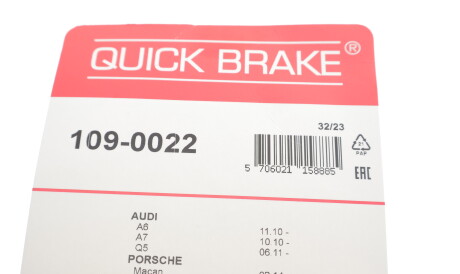 QUICK BRAKE®
109-0022
32/23
5 706021 158885
21
PAP
EAC
AUDI
A6 11.10 -
A7 10.10 -
Q5 06.11 -
PORSCHE
Macan